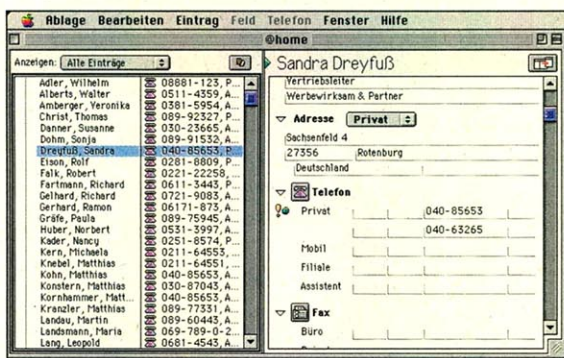 Ablage Bearbeiten Eintrag Feld Telefon Fenster Hilfe
@home
Anzeigen: Alle Einträge
Adler, Wilhelm 08881-123, P...
Alberts, Walter 0511-4359, A...
Amberger, Veronika 0381-5954, A...
Christ, Thomas 089-92327, P...
Danner, Susanne 030-23665, A...
Dohm, Sonja 089-91532, A...
Dreyfuß, Sandra 040-85653, P...
Eison, Rolf 0281-8809, P...
Falk, Robert 0221-22258, ...
Fartmann, Richard 0611-3443, P...
Gelhard, Richard 0721-9083, A...
Gerhard, Ramon 06171-873, A...
Gräfe, Paula 089-75945, A...
Huber, Norbert 0531-3997, A...
Kader, Nancy 0251-8574, P...
Kern, Michaela 0211-64553, ...
Knebel, Matthias 0211-64551, ...
Kohn, Matthias 040-85653, A...
Konstern, Matthias 030-87043, A...
Kornhammer, Matt... 040-85653, A...
Kranzler, Matthias 089-77331, A...
Landau, Martin 089-60443, A...
Landsmann, Maria 069-789-0-2...
Lang, Leopold 0681-4543, A...
Sandra Dreyfuß
Vertriebsleiter
Werbewirksam & Partner
Adresse Privat
Sachsenfeld 4
27356 Rotenburg
Deutschland
Telefon
Privat 040-85653
040-63265
Mobil
Filiale
Assistent
Fax
Büro